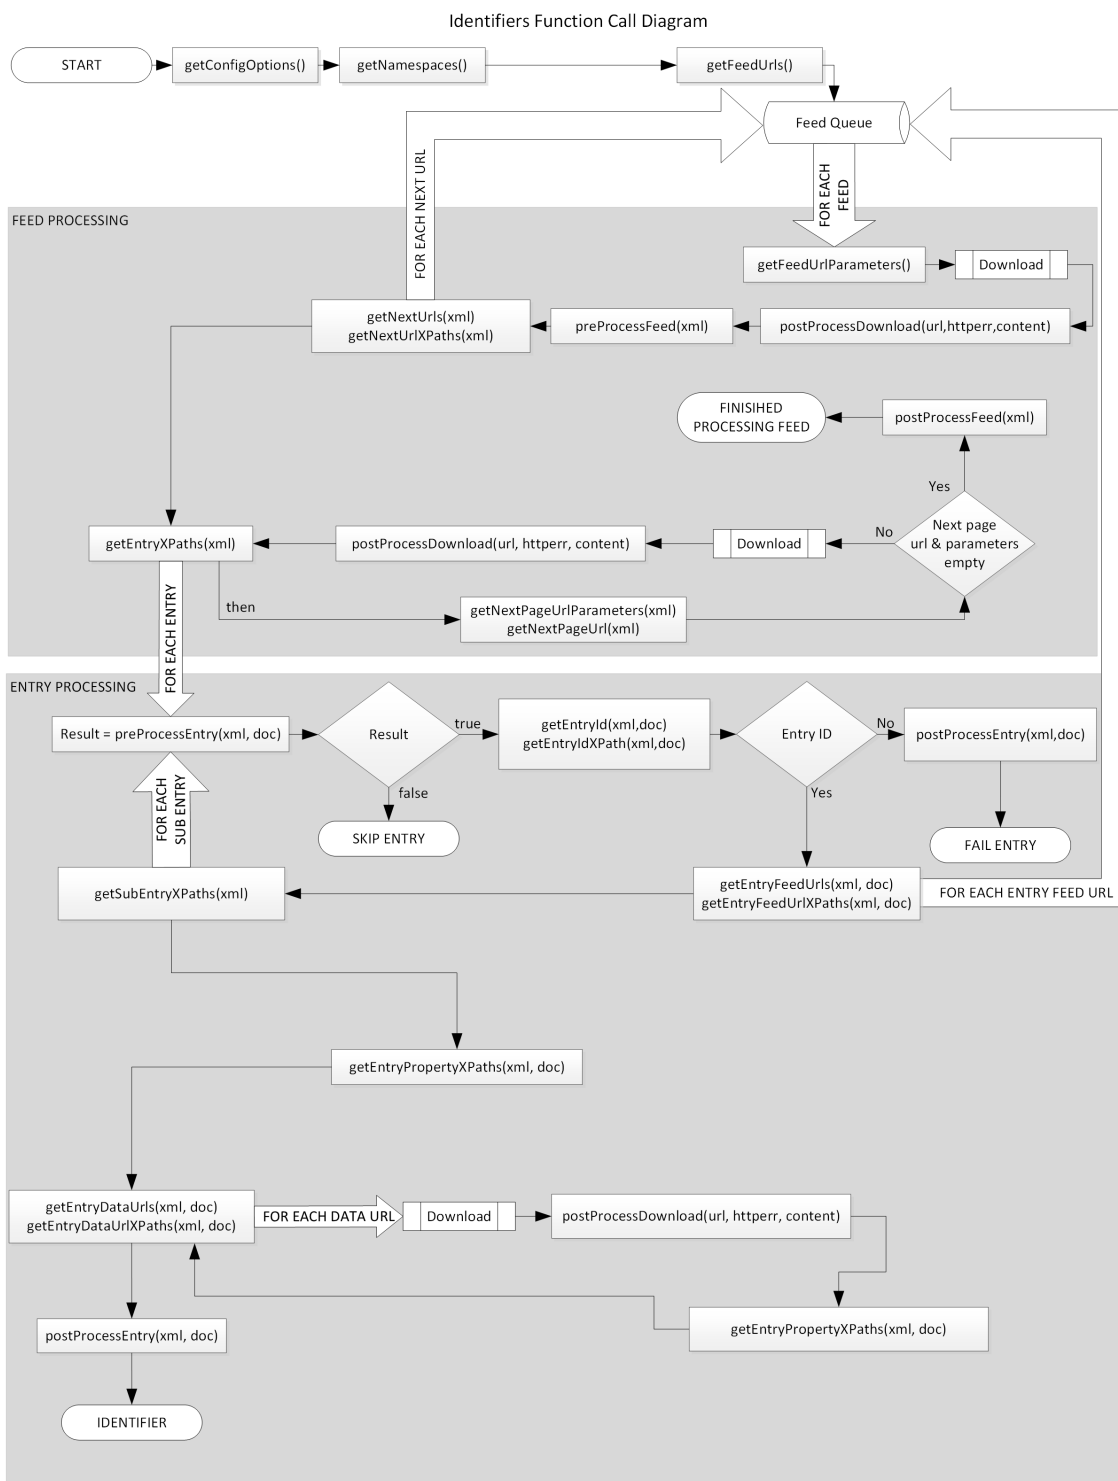 Identifiers Function Call Diagram
START
getConfigOptions()
getNamespaces()
getFeedUrls()
Feed Queue
FOR EACH
FEED
FOR EACH NEXT URL
FEED PROCESSING
getFeedUrlParameters()
Download
getNextUrls(xml)
getNextUrlXPaths(xml)
preProcessFeed(xml)
postProcessDownload(url,httperr,content)
FINISIHED
PROCESSING FEED
postProcessFeed(xml)
Yes
Next page
url & parameters
empty
No
Download
postProcessDownload(url, httperr, content)
getEntryXPaths(xml)
then
getNextPageUrlParameters(xml)
getNextPageUrl(xml)
FOR EACH ENTRY
ENTRY PROCESSING
Result = preProcessEntry(xml, doc)
Result
true
false
SKIP ENTRY
getEntryId(xml,doc)
getEntryIdXPath(xml,doc)
Entry ID
No
Yes
postProcessEntry(xml,doc)
FAIL ENTRY
FOR EACH
SUB ENTRY
getSubEntryXPaths(xml)
getEntryFeedUrls(xml, doc)
getEntryFeedUrlXPaths(xml, doc)
FOR EACH ENTRY FEED URL
getEntryPropertyXPaths(xml, doc)
getEntryDataUrls(xml, doc)
getEntryDataUrlXPaths(xml, doc)
FOR EACH DATA URL
Download
postProcessDownload(url, httperr, content)
getEntryPropertyXPaths(xml, doc)
postProcessEntry(xml, doc)
IDENTIFIER